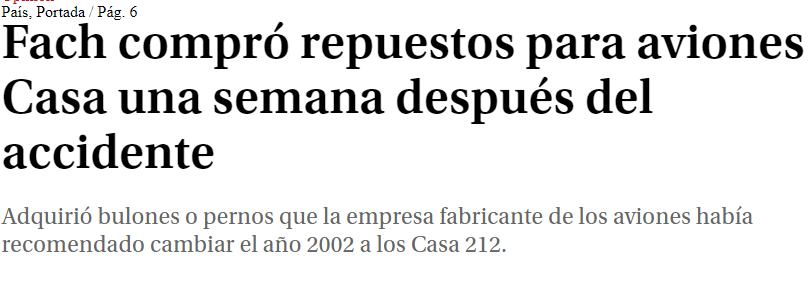 País, Portada / Pág. 6
Fach compró repuestos para aviones
Casa una semana después del
accidente
Adquirió bulones o pernos que la empresa fabricante de los aviones había
recomendado cambiar el año 2002 a los Casa 212.